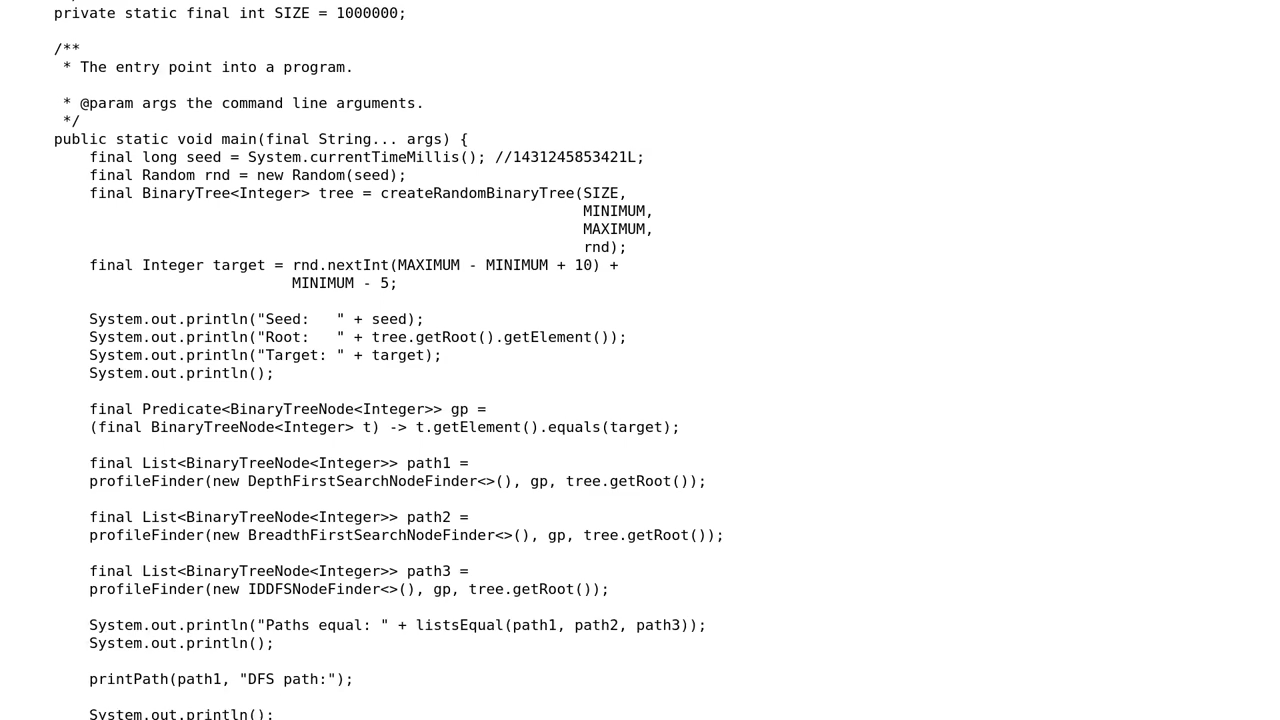 private static final int SIZE = 1000000;
/**
 * The entry point into a program.
 * @param args the command line arguments.
 */
public static void main(final String... args) {
    final long seed = System.currentTimeMillis(); //1431245853421L;
    final Random rnd = new Random(seed);
    final BinaryTree<Integer> tree = createRandomBinaryTree(SIZE,
                                                            MINIMUM,
                                                            MAXIMUM,
                                                            rnd);
    final Integer target = rnd.nextInt(MAXIMUM - MINIMUM + 10) +
                           MINIMUM - 5;
    System.out.println("Seed:   " + seed);
    System.out.println("Root:   " + tree.getRoot().getElement());
    System.out.println("Target: " + target);
    System.out.println();
    final Predicate<BinaryTreeNode<Integer>> gp =
    (final BinaryTreeNode<Integer> t) -> t.getElement().equals(target);
    final List<BinaryTreeNode<Integer>> path1 =
    profileFinder(new DepthFirstSearchNodeFinder<>(), gp, tree.getRoot());
    final List<BinaryTreeNode<Integer>> path2 =
    profileFinder(new BreadthFirstSearchNodeFinder<>(), gp, tree.getRoot());
    final List<BinaryTreeNode<Integer>> path3 =
    profileFinder(new IDDFSNodeFinder<>(), gp, tree.getRoot());
    System.out.println("Paths equal: " + listsEqual(path1, path2, path3));
    System.out.println();
    printPath(path1, "DFS path:");
    System.out.println();